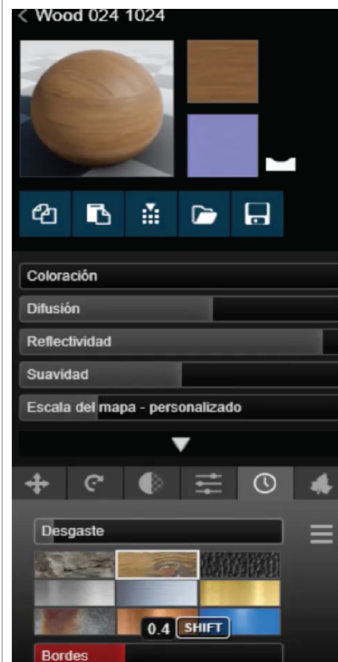 Wood 024 1024
Coloración
Difusión
Reflectividad
Suavidad
Escala del mapa - personalizado
Desgaste
0.4 SHIFT
Bordes